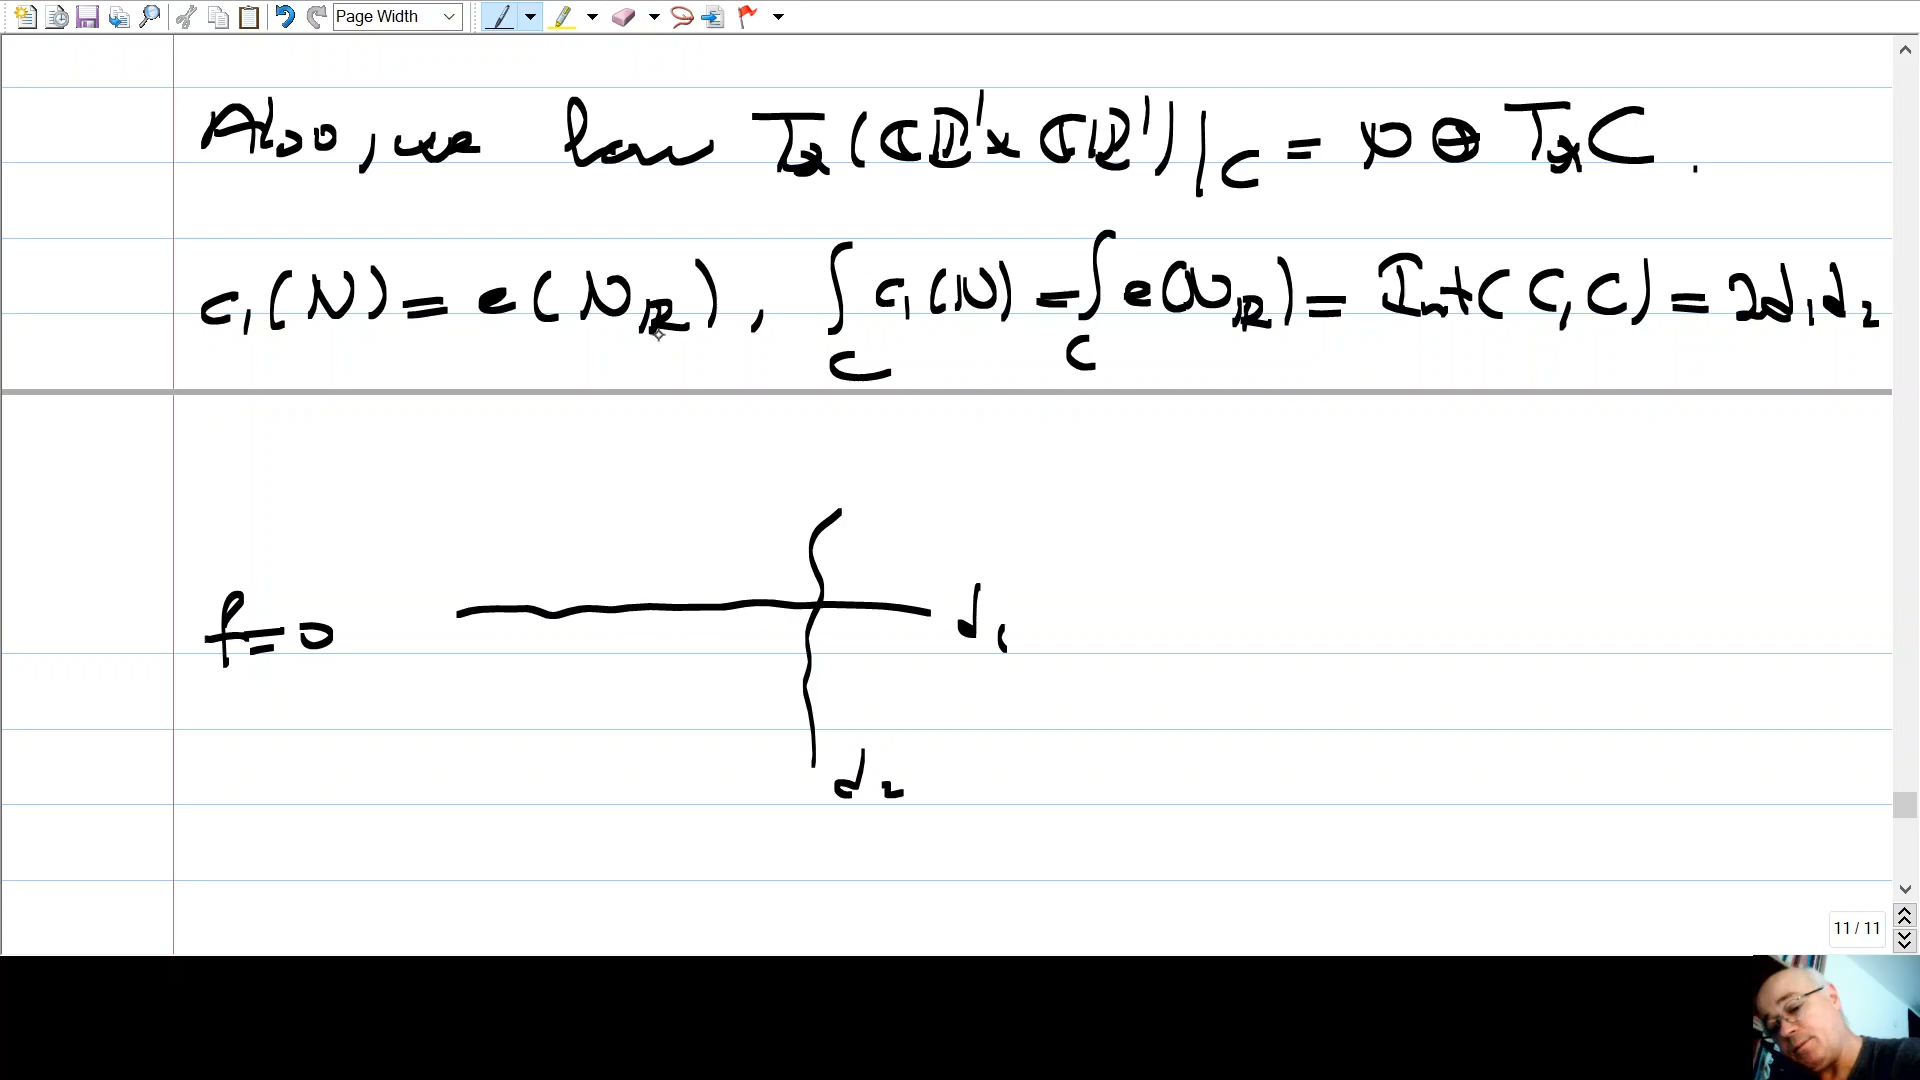 Page Width
Also, we have T_x(ℂP¹×ℂP¹)|_C = N ⊕ T_xC .
c₁(N) = e(N_ℝ), ∫_C c₁(N) = ∫_C e(N_ℝ) = Int(C, C) = 2d₁d₂
f=0
d₁
d₂
11 / 11